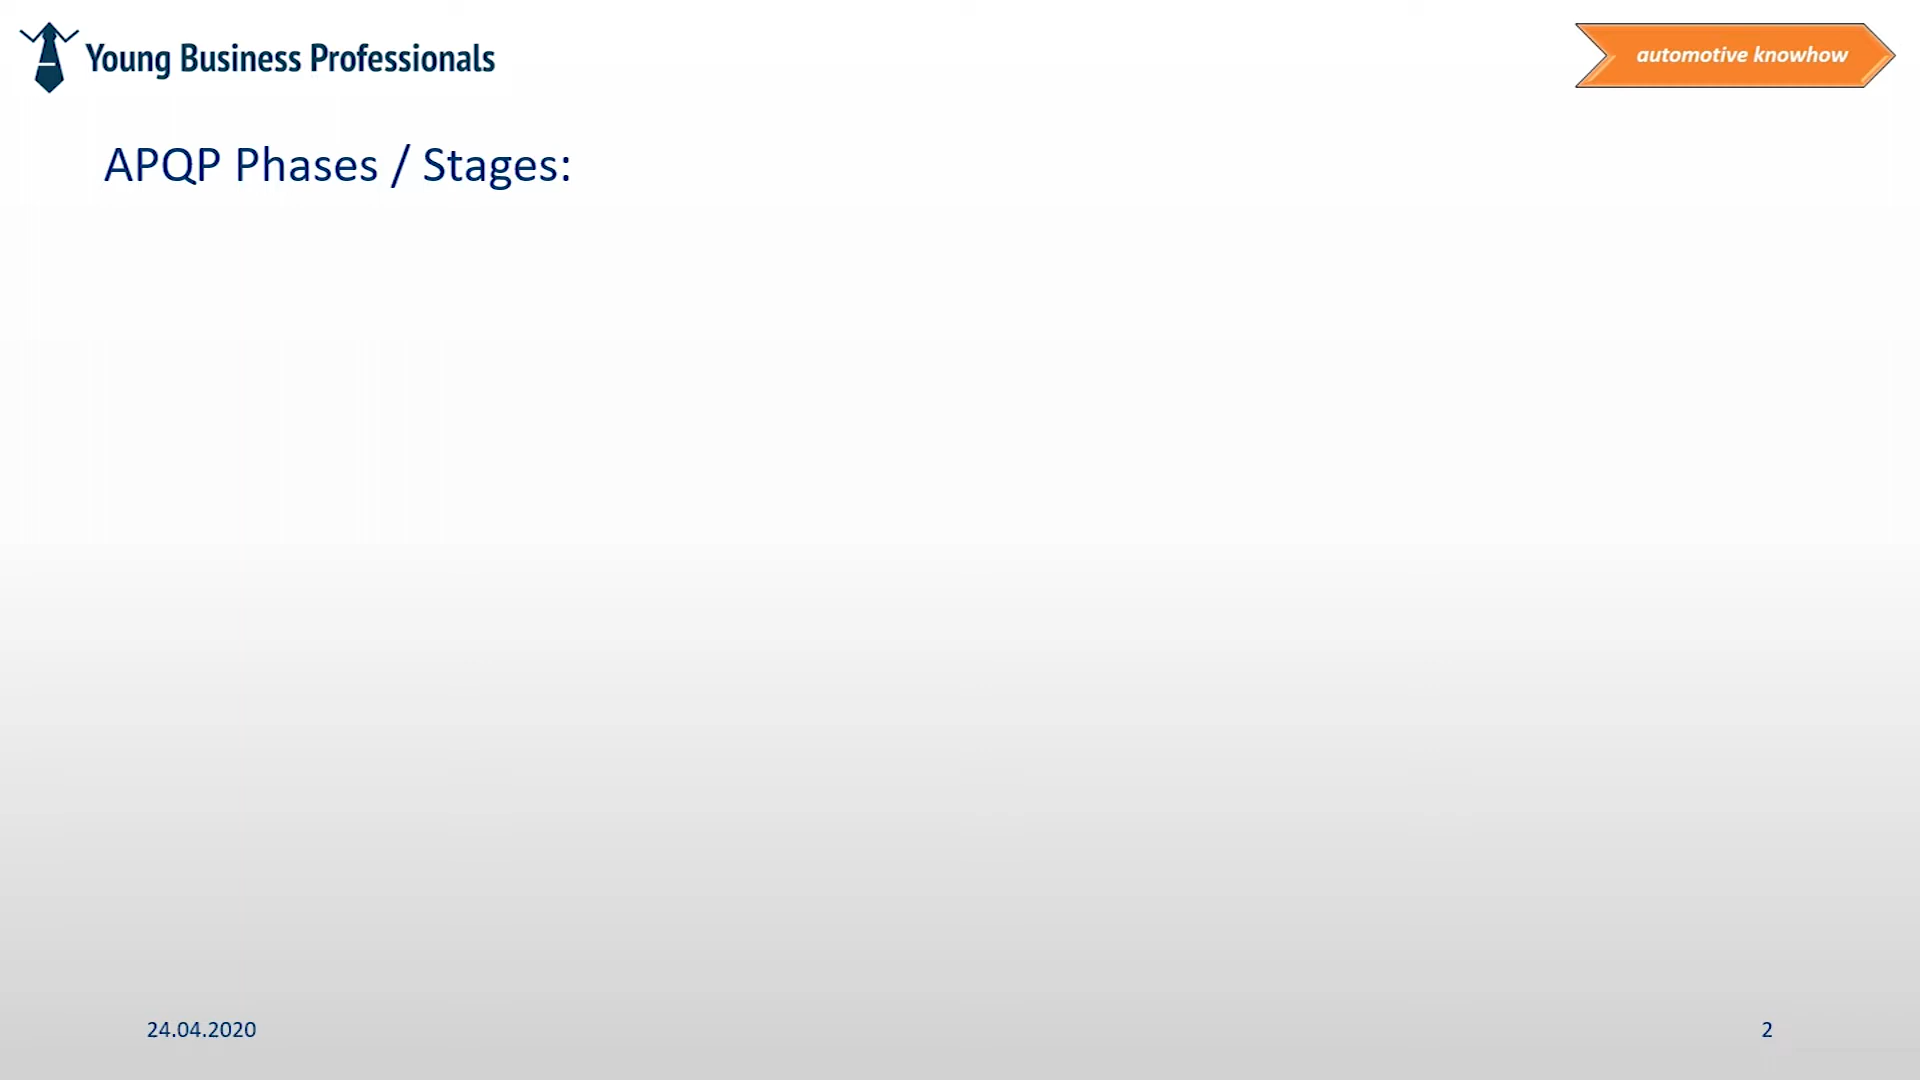 Young Business Professionals
automotive knowhow
APQP Phases / Stages:
24.04.2020
2